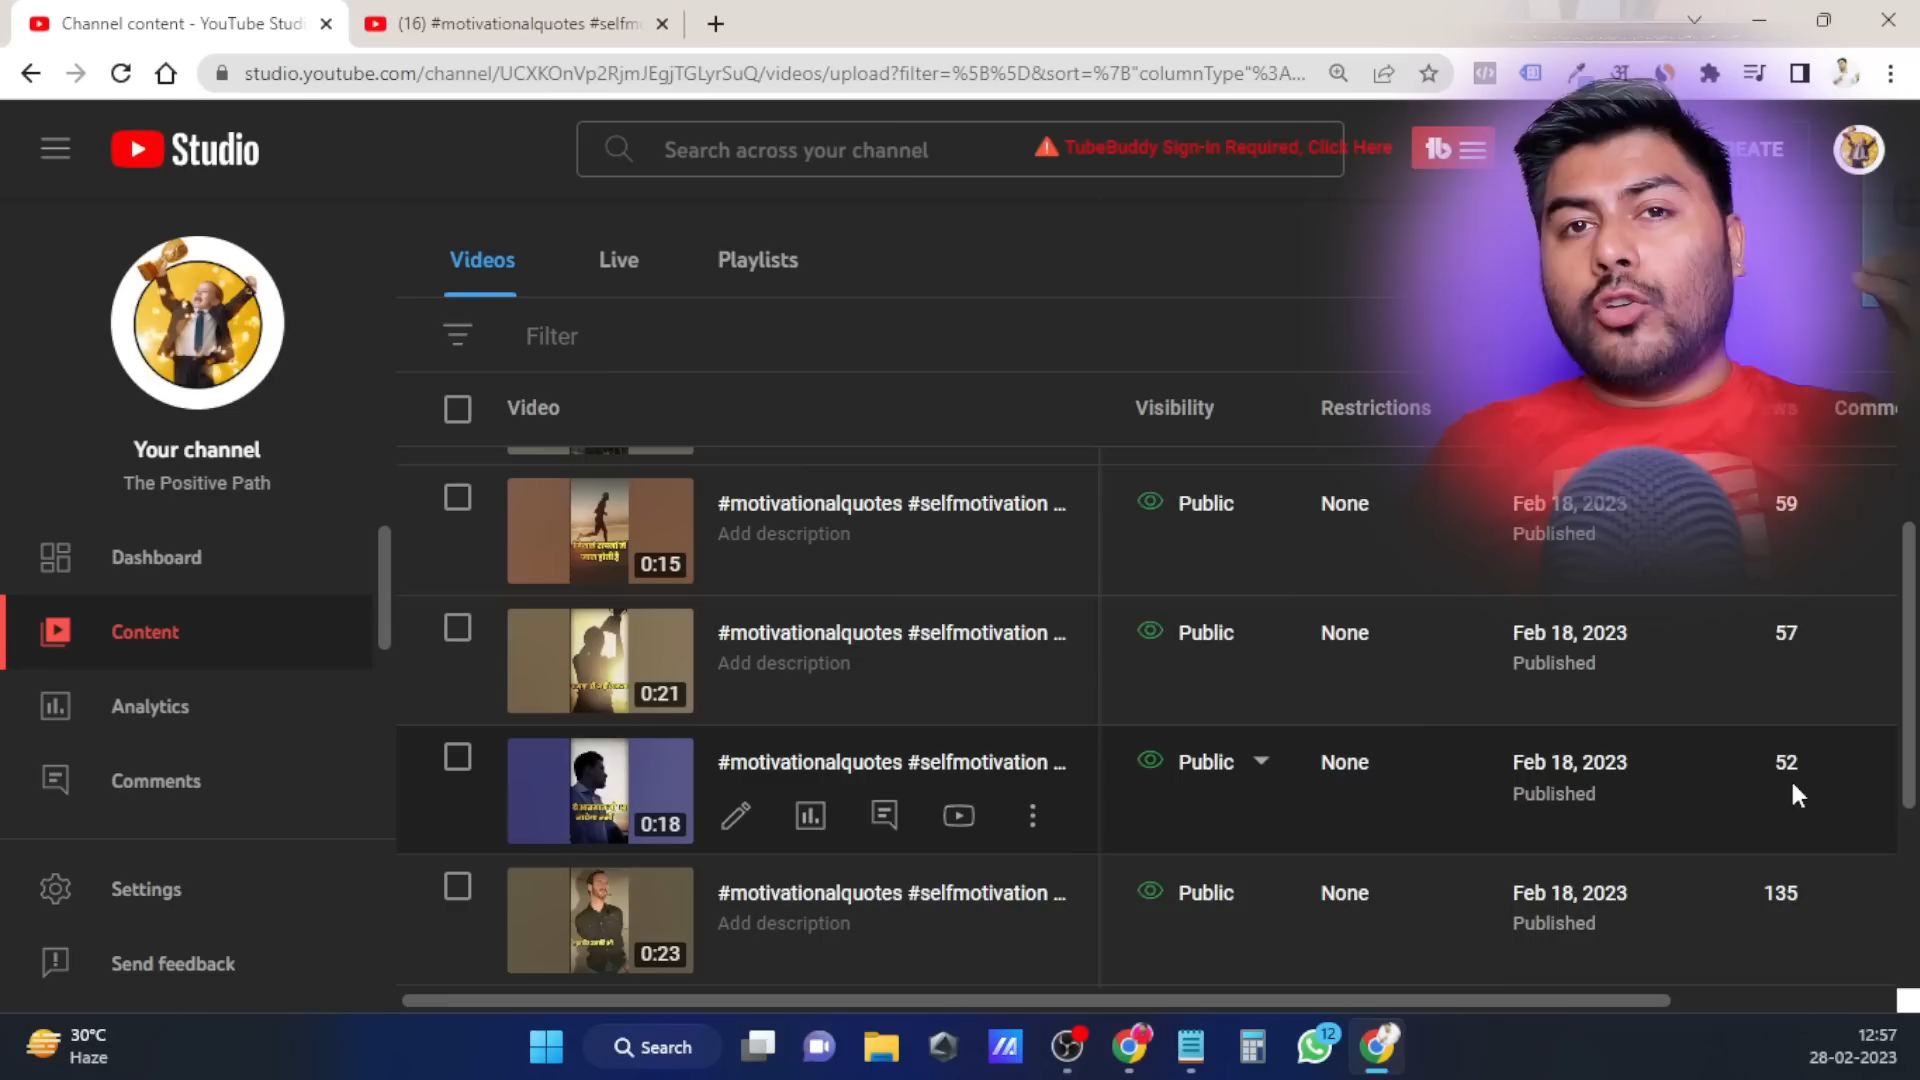 Channel content - YouTube Studi
(16) #motivationalquotes #selfm
studio.youtube.com/channel/UCXKOnVp2RjmJEgjTGLyrSuQ/videos/upload?filter=%5B%5D&sort=%7B"columnType"%3A...
Studio
Search across your channel
TubeBuddy Sign-in Required, Click Here
tb
EATE
Your channel
The Positive Path
Dashboard
Content
Analytics
Comments
Settings
Send feedback
Videos
Live
Playlists
Filter
Video
Visibility
Restrictions
Comm
0:15
#motivationalquotes #selfmotivation ...
Add description
Public
None
Feb 18, 2023
Published
59
0:21
#motivationalquotes #selfmotivation ...
Add description
Public
None
Feb 18, 2023
Published
57
0:18
#motivationalquotes #selfmotivation ...
Public
None
Feb 18, 2023
Published
52
0:23
#motivationalquotes #selfmotivation ...
Add description
Public
None
Feb 18, 2023
Published
135
30°C
Haze
Search
12
12:57
28-02-2023